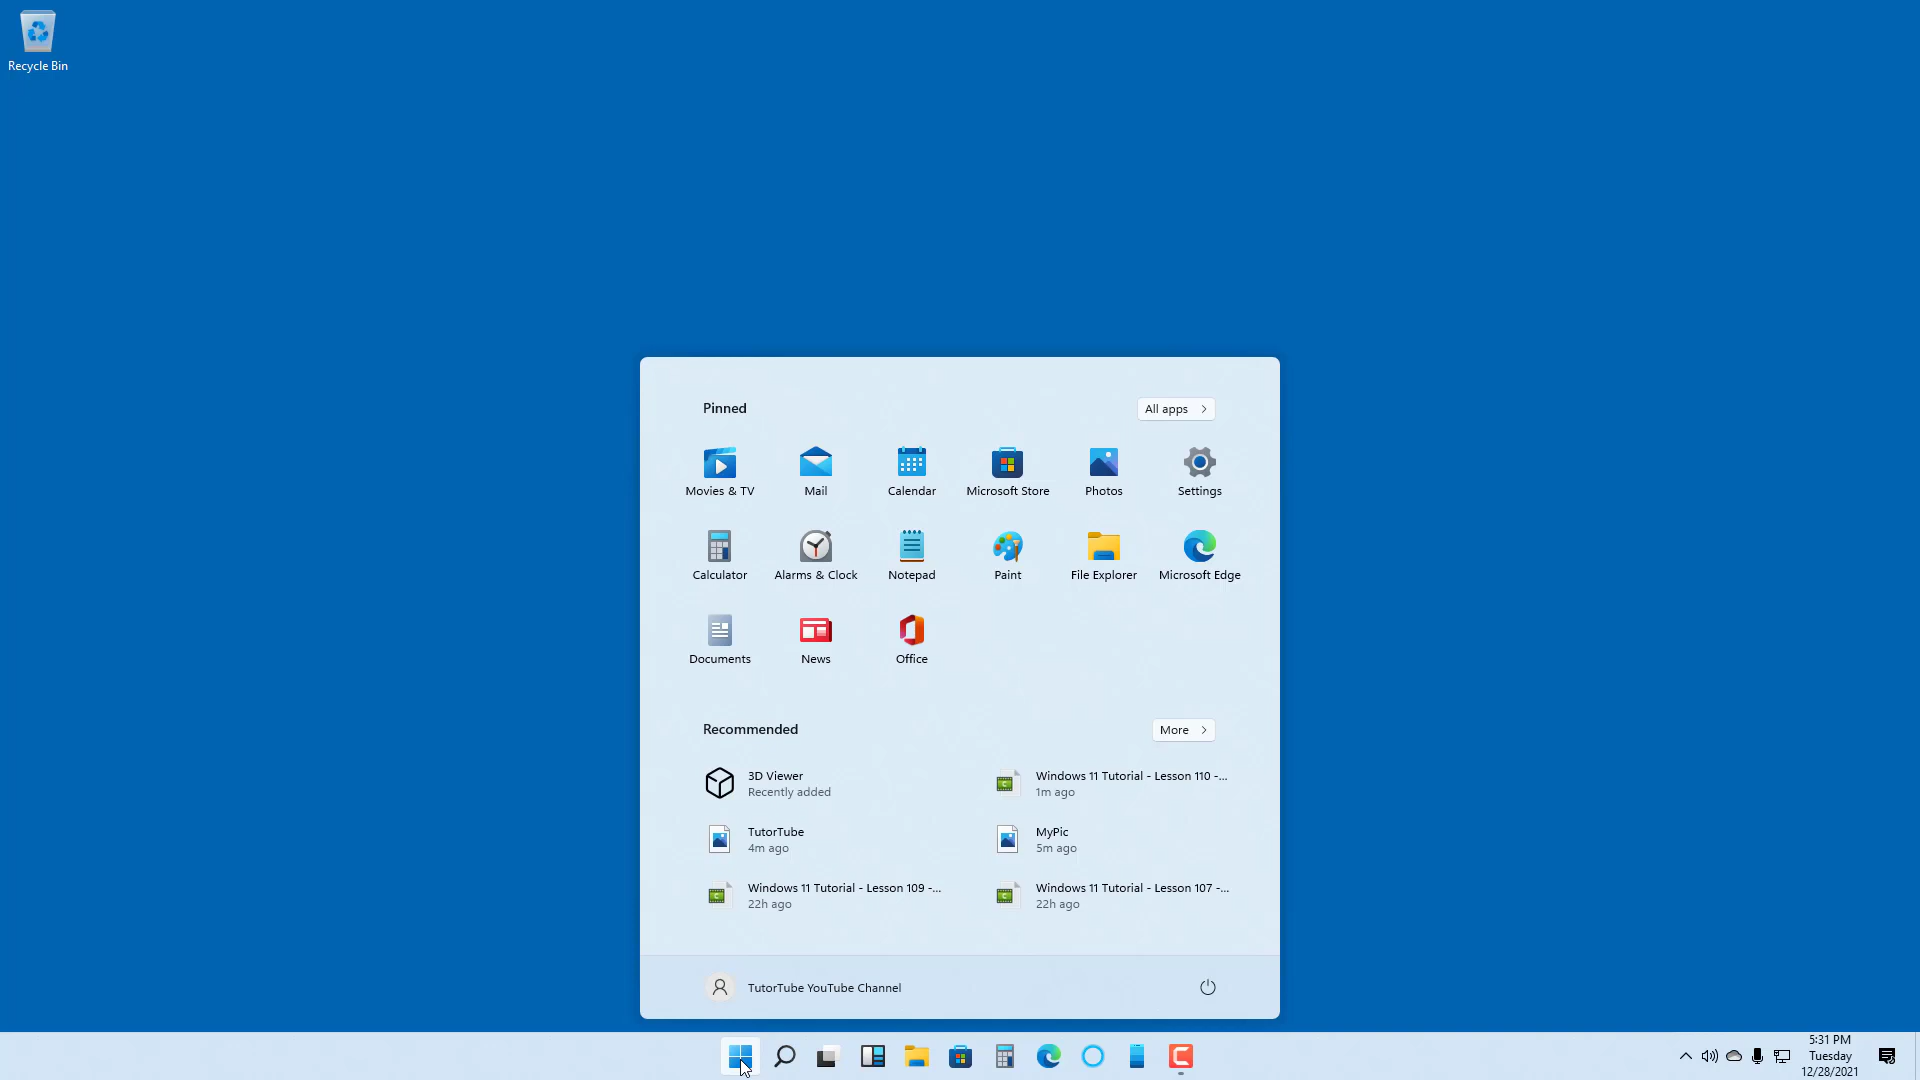 Recycle Bin
Pinned
All apps
Movies & TV
Mail
Calendar
Microsoft Store
Photos
Settings
Calculator
Alarms & Clock
Notepad
Paint
File Explorer
Microsoft Edge
Documents
News
Office
Recommended
More
3D Viewer
Recently added
Windows 11 Tutorial - Lesson 110 -...
1m ago
TutorTube
4m ago
MyPic
5m ago
Windows 11 Tutorial - Lesson 109 -...
22h ago
Windows 11 Tutorial - Lesson 107 -...
22h ago
TutorTube YouTube Channel
5:31 PM
Tuesday
12/28/2021